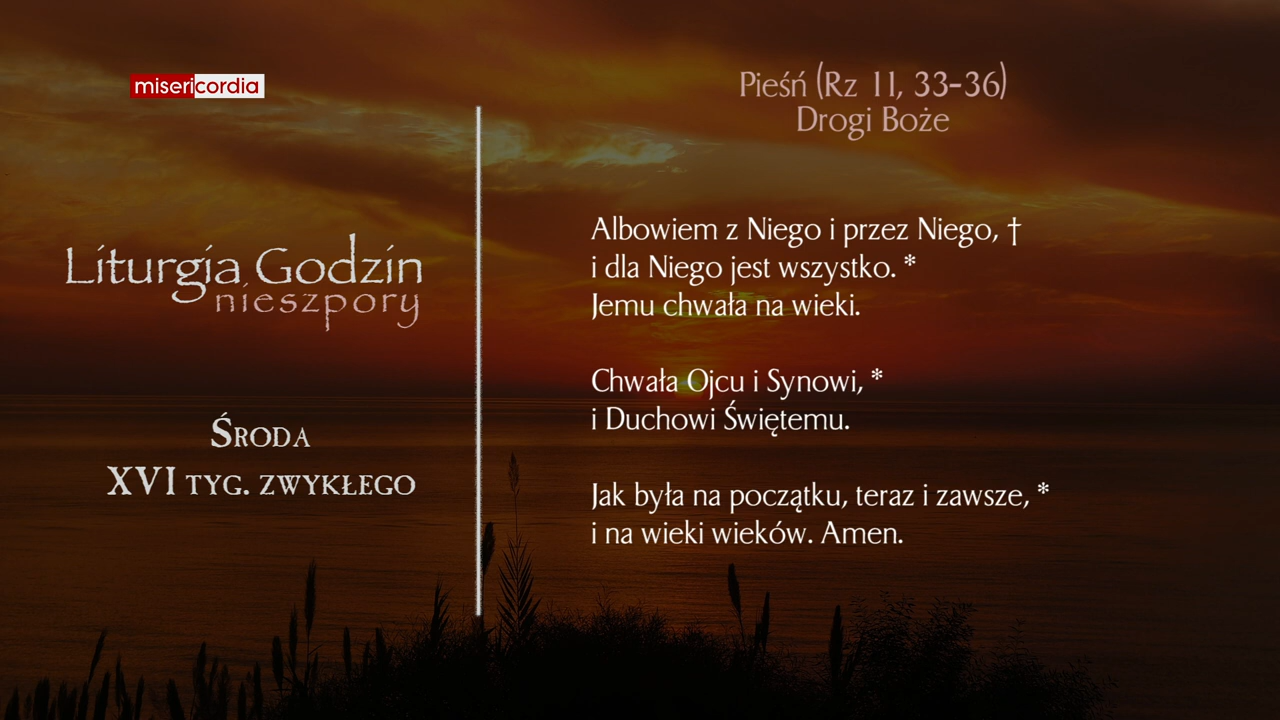 misericordia
Liturgia Godzin
nieszpory
Środa
XVI tyg. zwykłego
Pieśń (Rz 11, 33-36)
Drogi Boże
Albowiem z Niego i przez Niego, †
i dla Niego jest wszystko. *
Jemu chwała na wieki.
Chwała Ojcu i Synowi, *
i Duchowi Świętemu.
Jak była na początku, teraz i zawsze, *
i na wieki wieków. Amen.